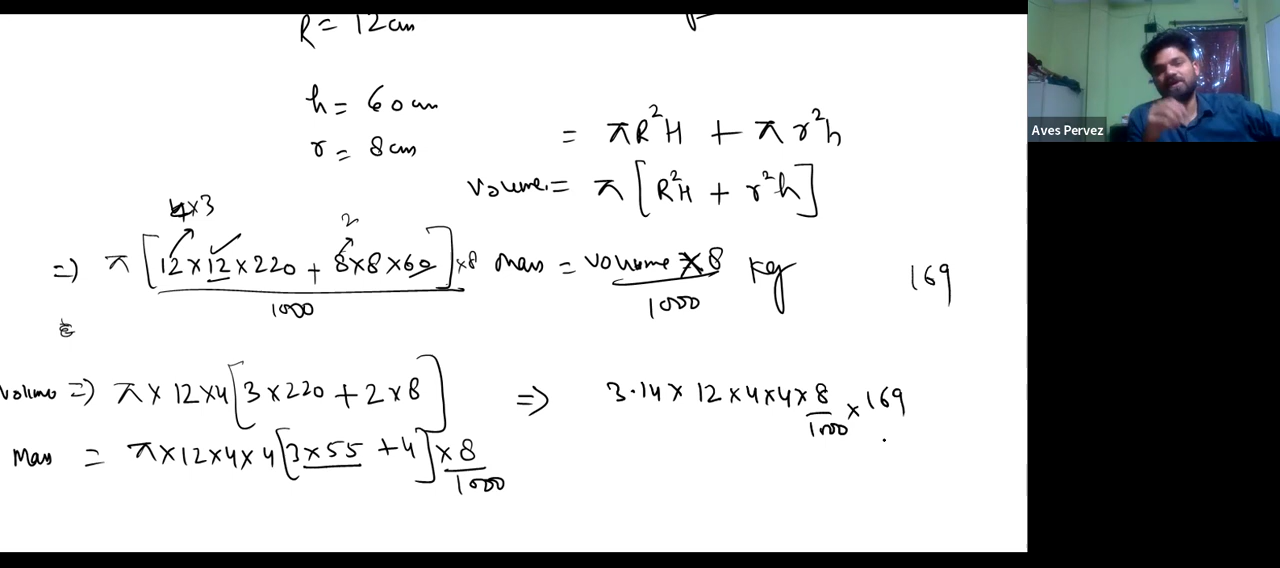 R = 12cm
h = 60cm
r = 8cm
= πR²H + πr²h
Volume = π[R²H + r²h]
4×3
2
=) π[12×12×220 + 8×8×60]×8
1000
Mass = volume × 8 Kg
1000
169
Volume =) π×12×4[3×220 + 2×8]
Mass = π×12×4×4[3×55 + 4]×8
1000
=> 3.14×12×4×4×8×169
1000
Aves Pervez